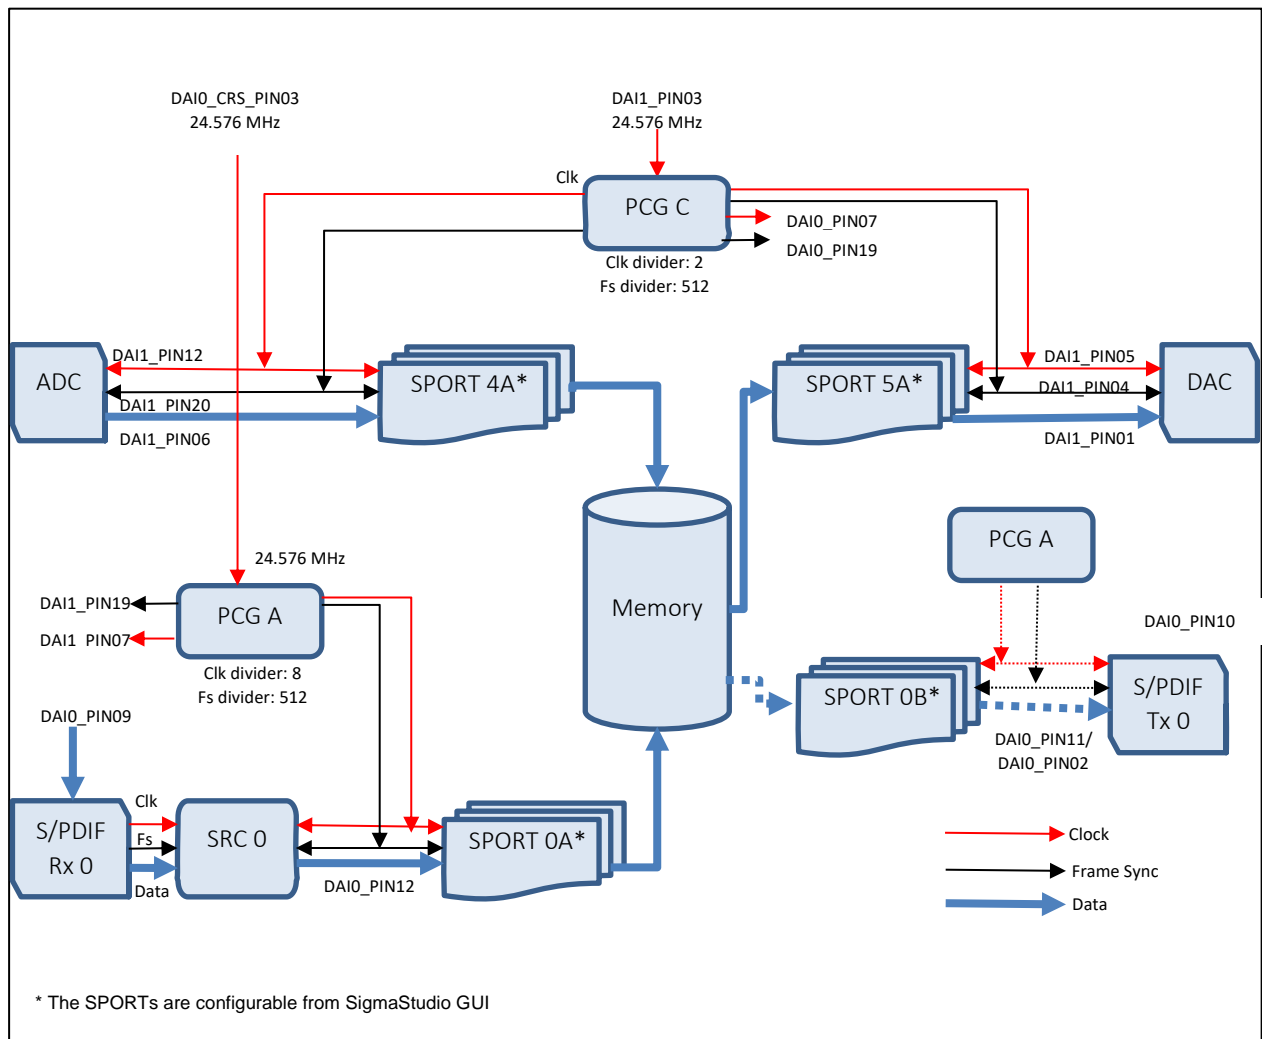 DAI0_CRS_PIN03
24.576 MHz
DAI1_PIN03
24.576 MHz
Clk
PCG C
DAI0_PIN07
DAI0_PIN19
Clk divider: 2
Fs divider: 512
ADC
DAI1_PIN12
DAI1_PIN20
DAI1_PIN06
SPORT 4A*
SPORT 5A*
DAI1_PIN05
DAI1_PIN04
DAI1_PIN01
DAC
24.576 MHz
PCG A
DAI1_PIN19
DAI1 PIN07
PCG A
Clk divider: 8
Fs divider: 512
Memory
DAI0_PIN10
SPORT 0B*
S/PDIF
Tx 0
DAI0_PIN11/
DAI0_PIN02
DAI0_PIN09
S/PDIF
Rx 0
Clk
Fs
Data
SRC 0
DAI0_PIN12
SPORT 0A*
Clock
Frame Sync
Data
* The SPORTs are configurable from SigmaStudio GUI